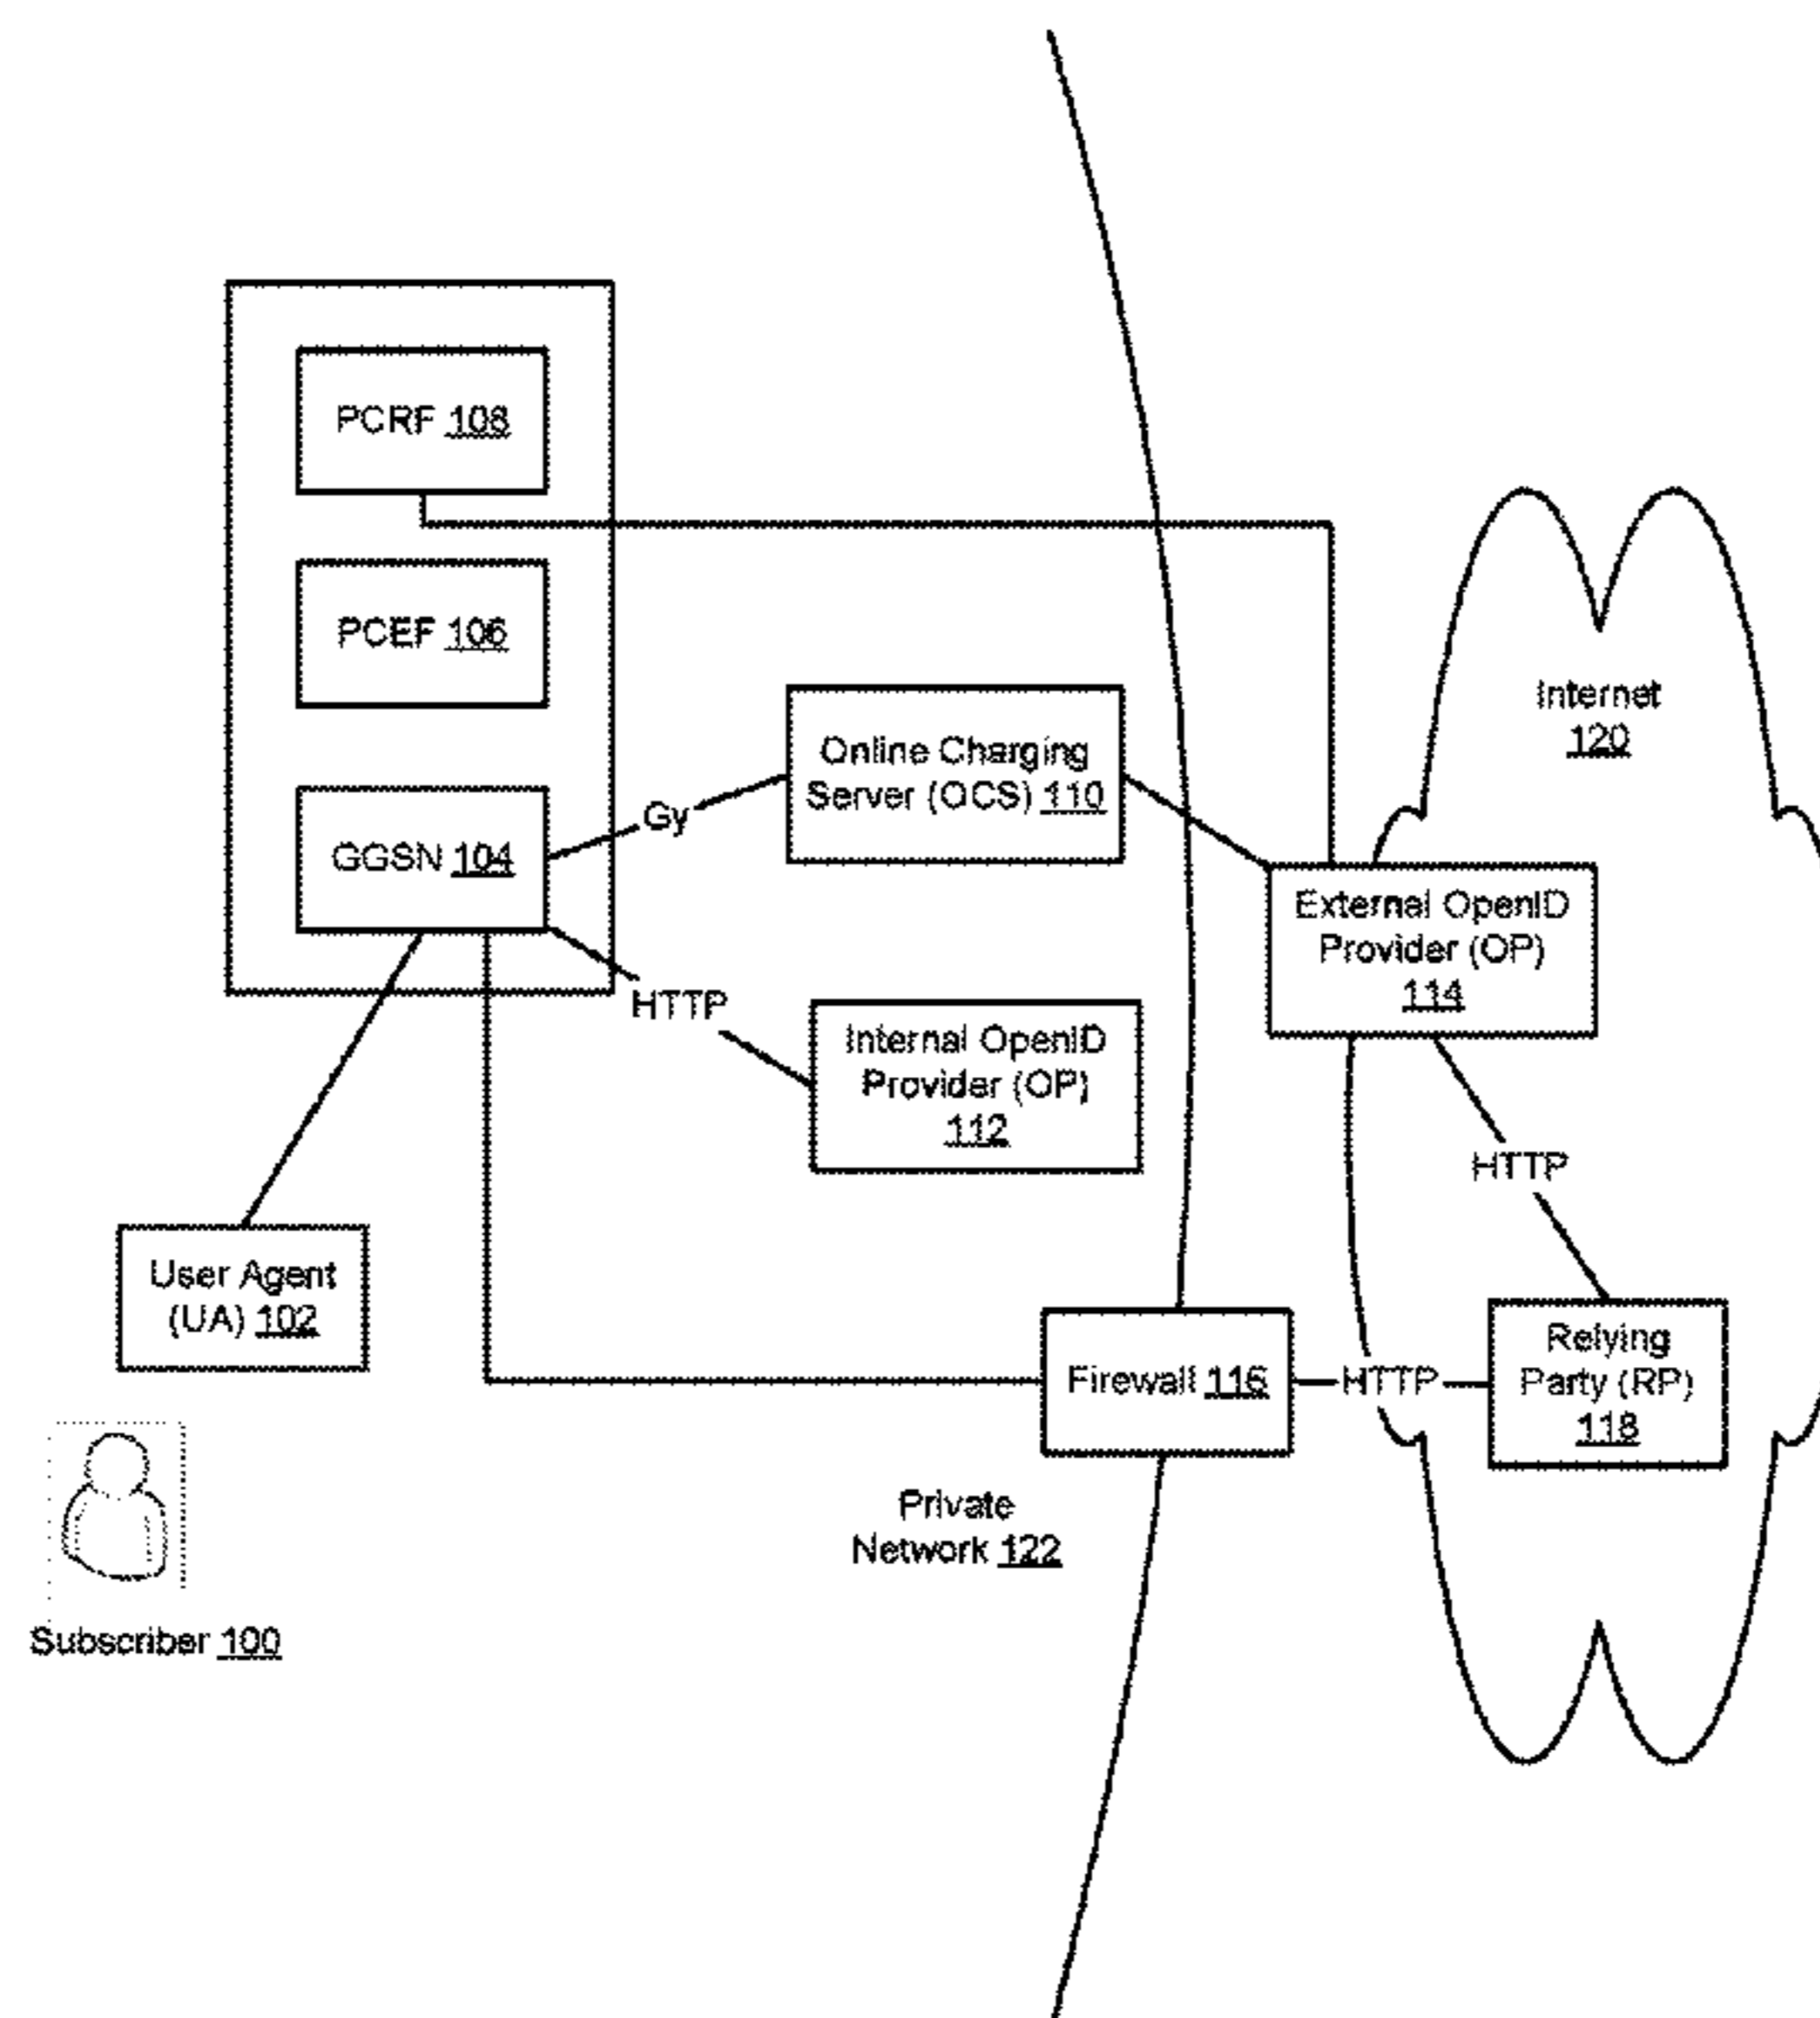 PCRF 108
PCEF 106
Internet
120
Online Charging
Server (OCS) 110
Gy
GGSN 104
External OpenID
Provider (OP)
114
HTTP
Internal OpenID
Provider (OP)
112
HTTP
User Agent
(UA) 102
Firewall 116
HTTP
Relying
Party (RP)
118
Private
Network 122
Subscriber 100